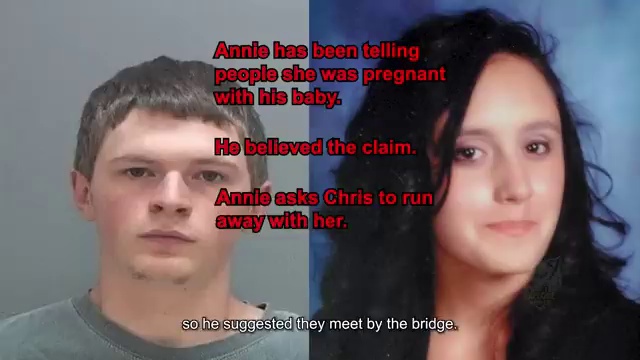 Annie has been telling
people she was pregnant
with his baby.
He believed the claim.
Annie asks Chris to run
away with her.
so he suggested they meet by the bridge.